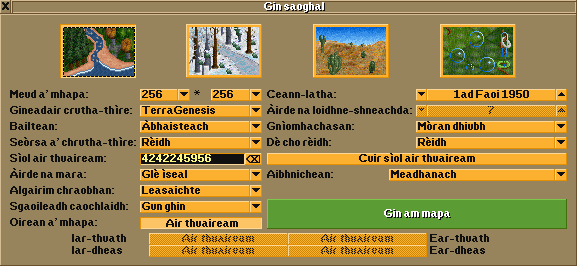 Gin saoghal
Meud a' mhapa: 256 * 256 Ceann-latha: 1ad Faoi 1950
Gineadair crutha-thìre: TerraGenesis Àirde na loidhne-shneachda: 7
Bailtean: Àbhaisteach Gnìomhachasan: Mòran dhiubh
Seòrsa a' chrutha-thìre: Rèidh Dè cho rèidh: Rèidh
Sìol air thuaiream: 4242245956 Cuir sìol air thuaiream
Àirde na mara: Glè ìseal Aibhnichean: Meadhanach
Algairim chraobhan: Leasaichte
Sgaoileadh caochlaidh: Gun ghin Gin am mapa
Oirean a' mhapa: Air thuaiream
Iar-thuath Air thuaiream Air thuaiream Ear-thuath
Iar-dheas Air thuaiream Air thuaiream Ear-dheas